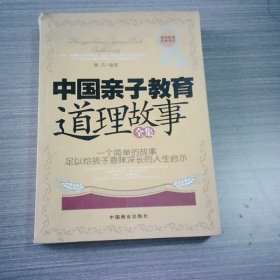 编著
中国亲子教育
道理故事
全集
一个简单的故事
足以给孩子意味深长的人生启示
中国商业出版社